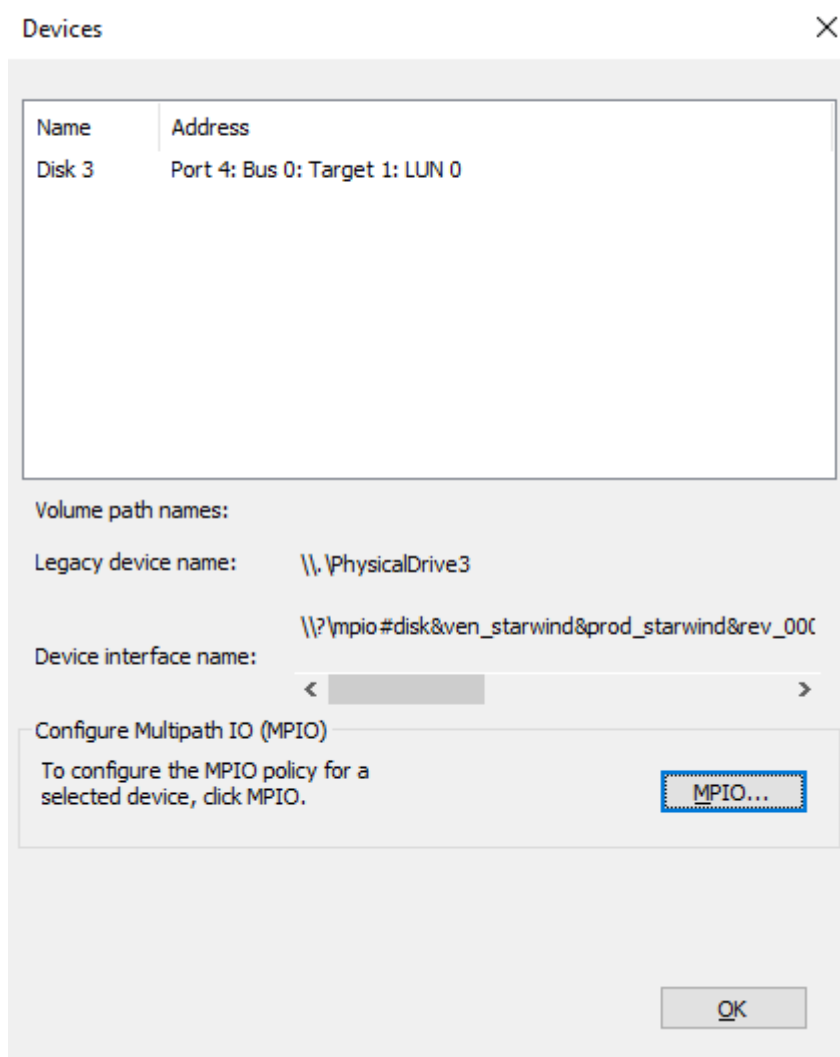 Devices
Name Address
Disk 3 Port 4: Bus 0: Target 1: LUN 0
Volume path names:
Legacy device name: \\.\PhysicalDrive3
\\?\mpio#disk&ven_starwind&prod_starwind&rev_000
Device interface name:
Configure Multipath IO (MPIO)
To configure the MPIO policy for a
selected device, click MPIO.
MPIO...
OK